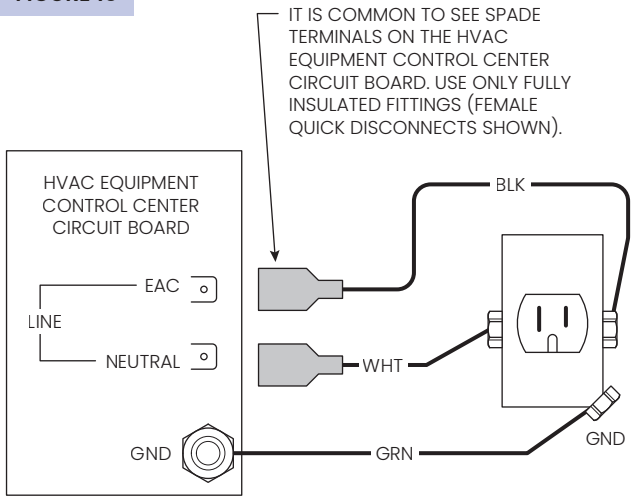 IT IS COMMON TO SEE SPADE
TERMINALS ON THE HVAC
EQUIPMENT CONTROL CENTER
CIRCUIT BOARD. USE ONLY FULLY
INSULATED FITTINGS (FEMALE
QUICK DISCONNECTS SHOWN).
HVAC EQUIPMENT
CONTROL CENTER
CIRCUIT BOARD
BLK
EAC
LINE
NEUTRAL
WHT
GND
GRN
GND